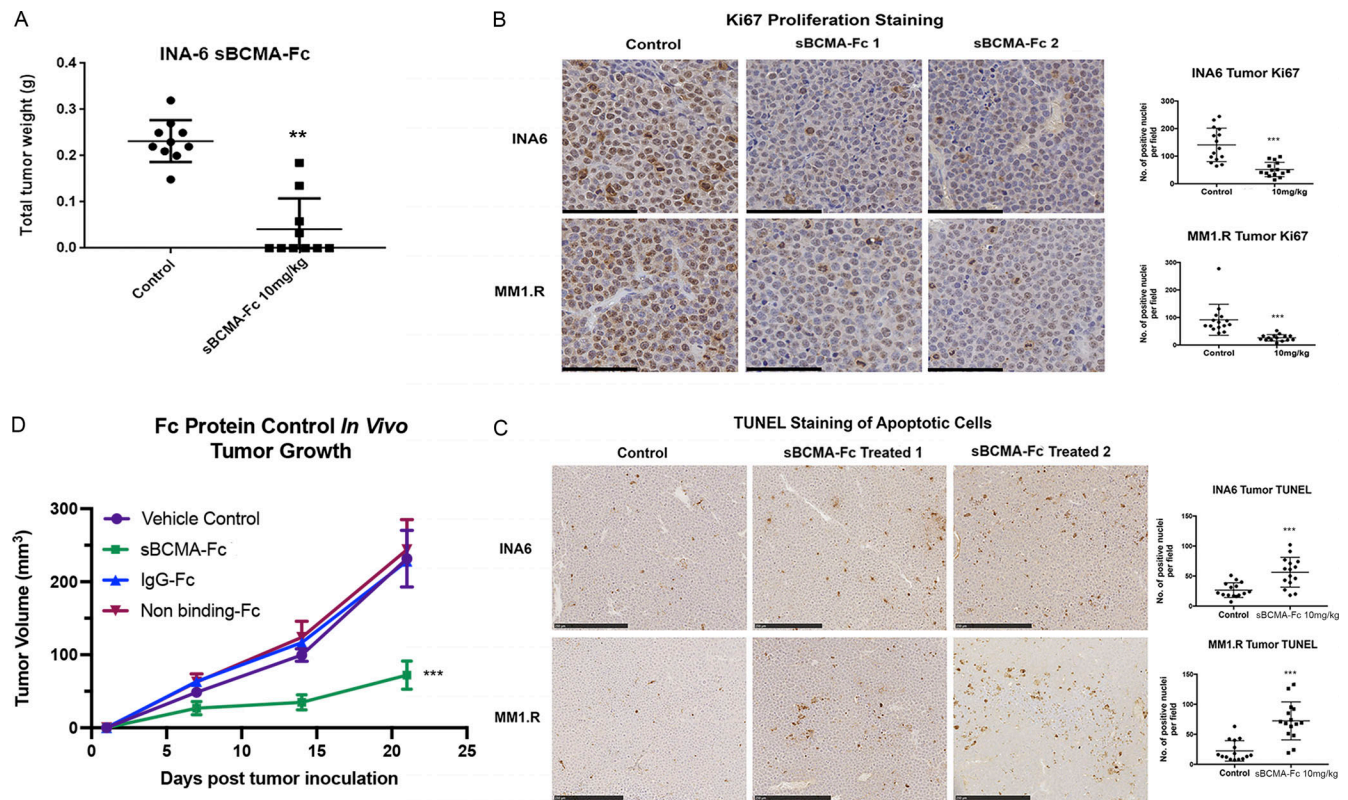 A
INA-6 sBCMA-Fc
Total tumor weight (g)
0.4
0.3
0.2
0.1
0.0
**
Control
sBCMA-Fc 10mg/kg
B
Ki67 Proliferation Staining
Control
sBCMA-Fc 1
sBCMA-Fc 2
INA6
MM1.R
INA6 Tumor Ki67
No. of positive nuclei
per field
300
200
100
0
***
Control
10mg/kg
MM1.R Tumor Ki67
No. of positive nuclei
per field
300
200
100
0
***
Control
10mg/kg
D
Fc Protein Control In Vivo
Tumor Growth
Tumor Volume (mm3)
300
200
100
0
Vehicle Control
sBCMA-Fc
IgG-Fc
Non binding-Fc
***
0
5
10
15
20
25
Days post tumor inoculation
C
TUNEL Staining of Apoptotic Cells
Control
sBCMA-Fc Treated 1
sBCMA-Fc Treated 2
INA6
MM1.R
INA6 Tumor TUNEL
No. of positive nuclei
per field
150
100
50
0
***
Control
sBCMA-Fc 10mg/kg
MM1.R Tumor TUNEL
No. of positive nuclei
per field
150
100
50
0
***
Control
sBCMA-Fc 10mg/kg